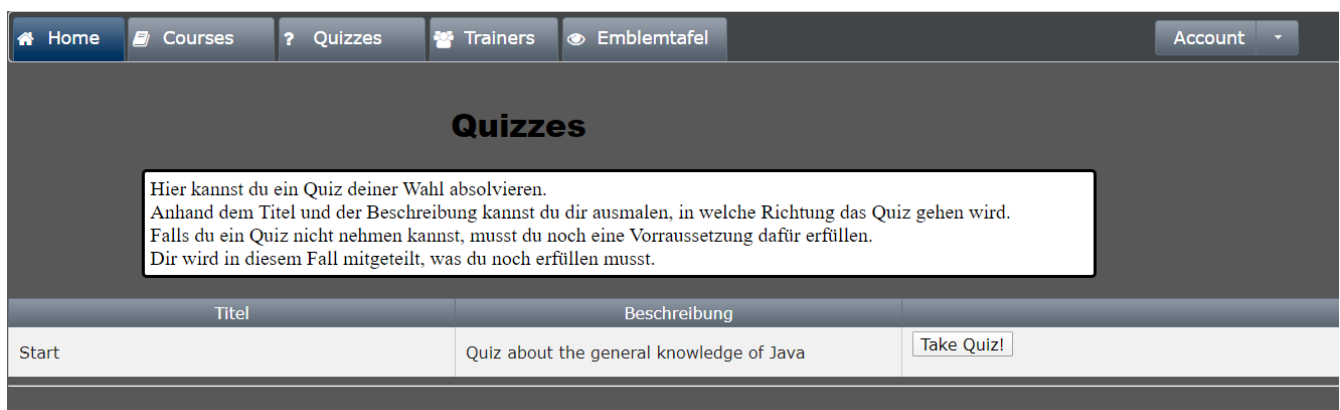 Home Courses ? Quizzes Trainers Emblemtafel Account
Quizzes
Hier kannst du ein Quiz deiner Wahl absolvieren.
Anhand dem Titel und der Beschreibung kannst du dir ausmalen, in welche Richtung das Quiz gehen wird.
Falls du ein Quiz nicht nehmen kannst, musst du noch eine Vorraussetzung dafür erfüllen.
Dir wird in diesem Fall mitgeteilt, was du noch erfüllen musst.
Titel Beschreibung
Start Quiz about the general knowledge of Java Take Quiz!